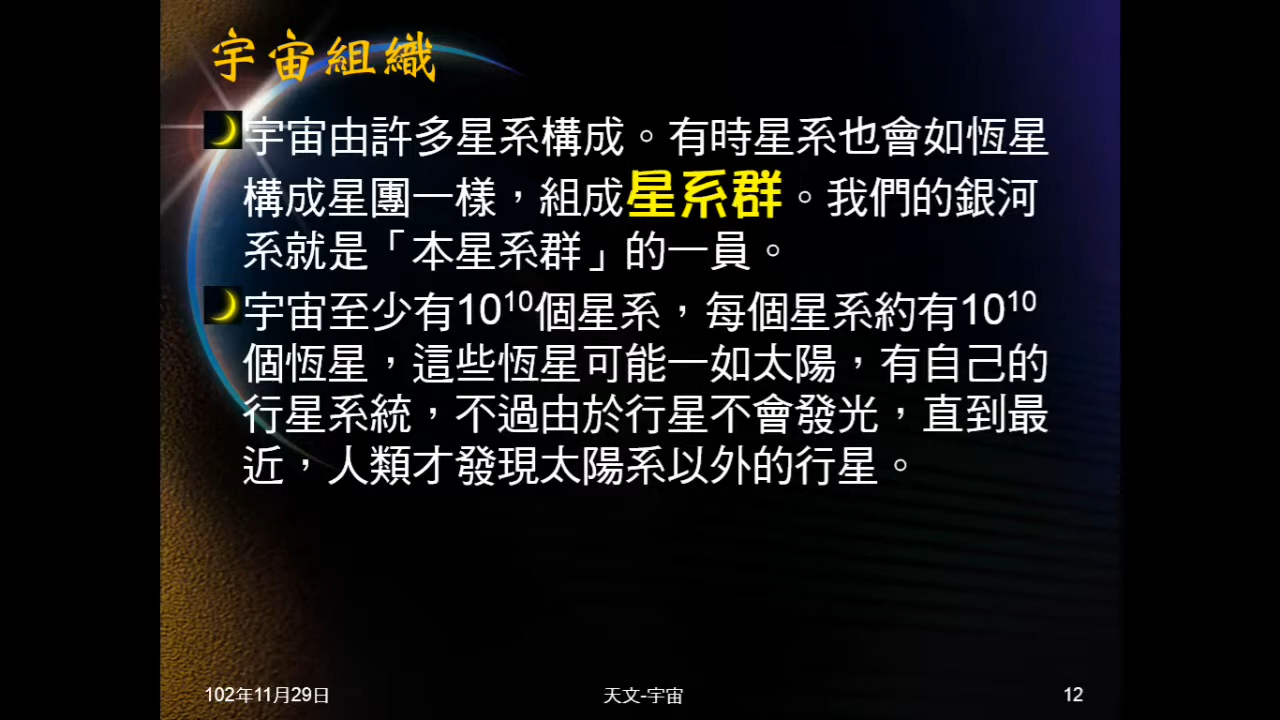 宇宙組織
宇宙由許多星系構成。有時星系也會如恆星
構成星團一樣，組成星系群。我們的銀河
系就是「本星系群」的一員。
宇宙至少有10¹⁰個星系，每個星系約有10¹⁰
個恆星，這些恆星可能一如太陽，有自己的
行星系統，不過由於行星不會發光，直到最
近，人類才發現太陽系以外的行星。
102年11月29日
天文-宇宙
12